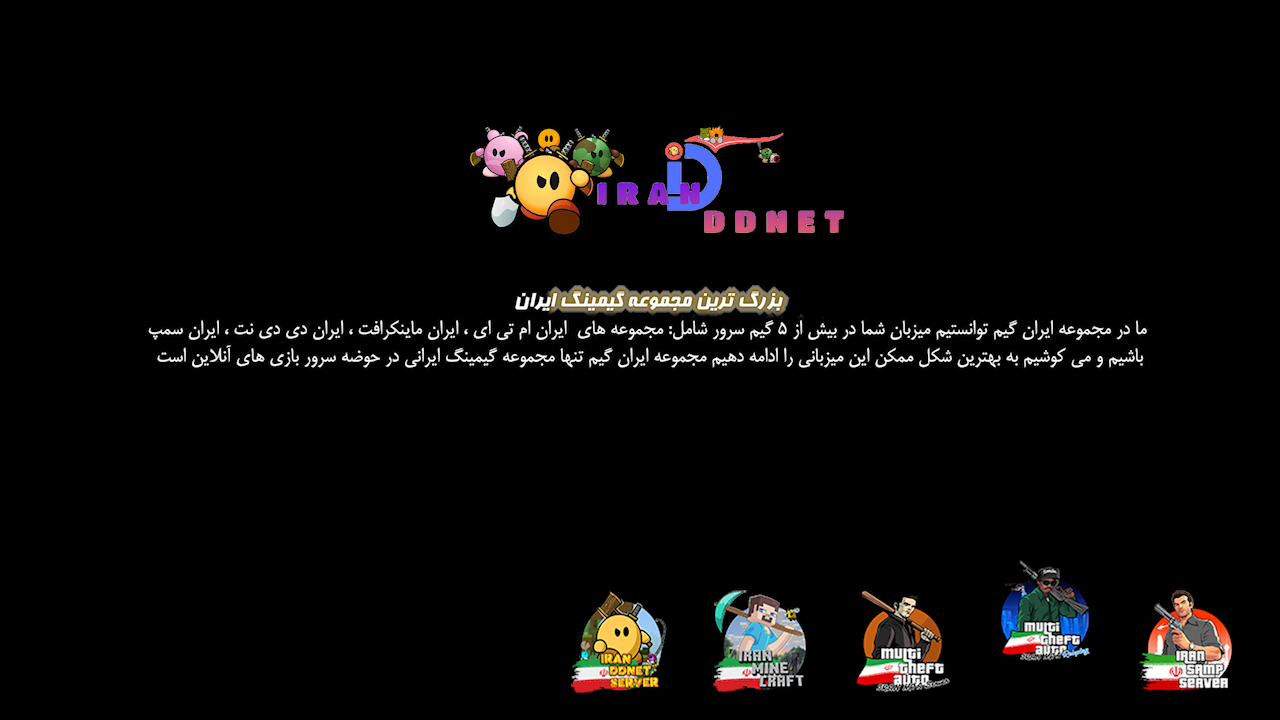 IRAN
DDNET
بزرگ ترین مجموعه گیمینگ ایران
ما در مجموعه ایران گیم توانستیم میزبان شما در بیش از ۵ گیم سرور شامل: مجموعه های ایران ام تی ای ، ایران ماینکرافت ، ایران دی دی نت ، ایران سمپ
باشیم و می کوشیم به بهترین شکل ممکن این میزبانی را ادامه دهیم مجموعه ایران گیم تنها مجموعه گیمینگ ایرانی در حوضه سرور بازی های آنلاین است
IRAN
DDNET
SERVER
IRAN
MINE
CRAFT
multi
theft
auto
multi
theft
auto
IRAN
SAMP
SERVER